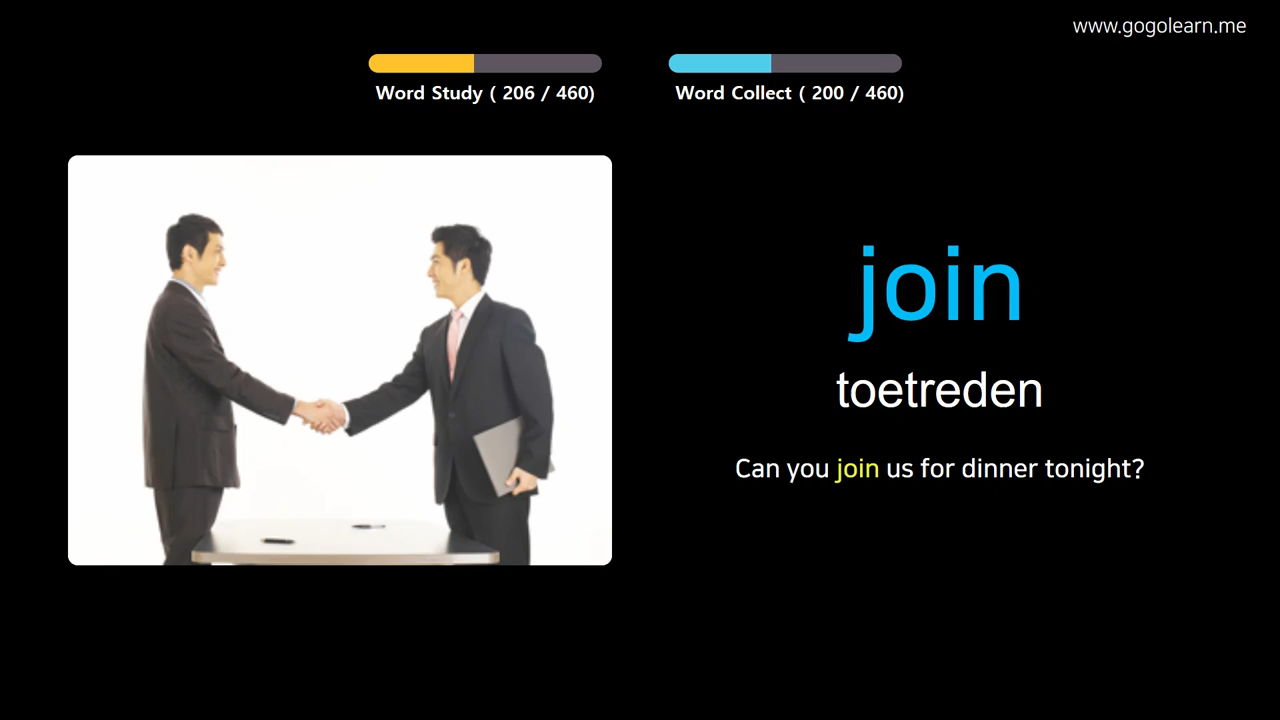 www.gogolearn.me
Word Study ( 206 / 460)
Word Collect ( 200 / 460)
join
toetreden
Can you join us for dinner tonight?